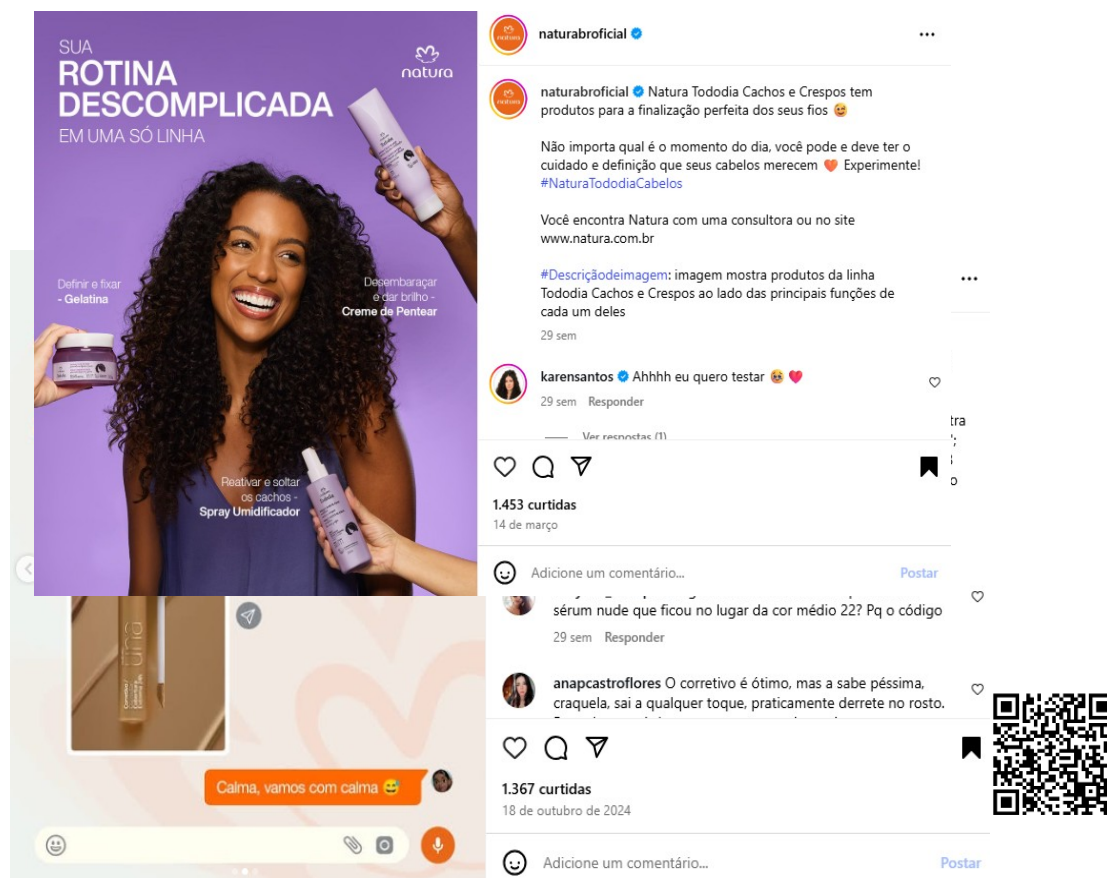 SUA
ROTINA
DESCOMPLICADA
EM UMA SÓ LINHA
natura
Definir e fixar
- Gelatina
Desembaraçar
e dar brilho -
Creme de Pentear
Reativar e soltar
os cachos -
Spray Umidificador
naturabroficial
naturabroficial Natura Tododia Cachos e Crespos tem
produtos para a finalização perfeita dos seus fios 😉
Não importa qual é o momento do dia, você pode e deve ter o
cuidado e definição que seus cabelos merecem 🧡 Experimente!
#NaturaTododiaCabelos
Você encontra Natura com uma consultora ou no site
www.natura.com.br
#Descriçãodeimagem: imagem mostra produtos da linha
Tododia Cachos e Crespos ao lado das principais funções de
cada um deles
29 sem
karensantos Ahhhh eu quero testar 🥹 ❤️
29 sem Responder
Ver respostas (1)
1.453 curtidas
14 de março
Adicione um comentário... Postar
tra
sérum nude que ficou no lugar da cor médio 22? Pq o código
29 sem Responder
anapcastroflores O corretivo é ótimo, mas a sabe péssima,
craquela, sai a qualquer toque, praticamente derrete no rosto.
1.367 curtidas
18 de outubro de 2024
Adicione um comentário... Postar
una
Calma, vamos com calma 😅